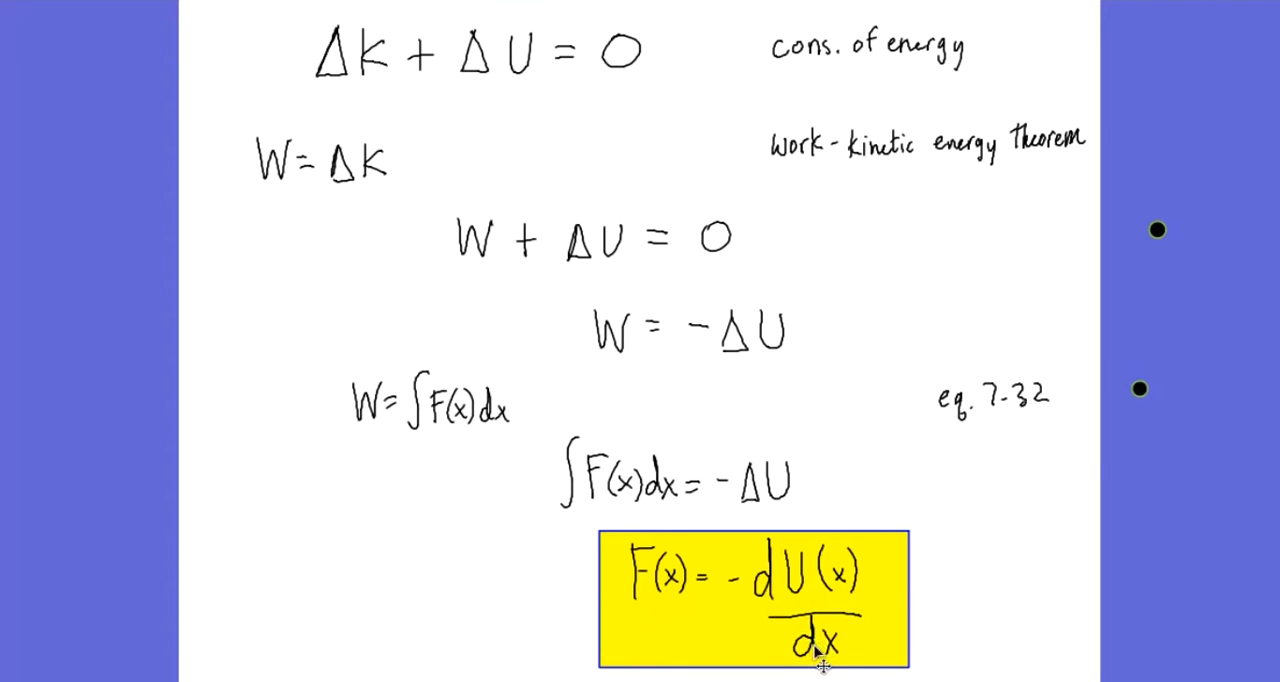 ΔK + ΔU = 0 cons. of energy
W = ΔK work - kinetic energy theorem
W + ΔU = 0
W = - ΔU
W = ∫F(x)dx eq. 7-32
∫F(x)dx = - ΔU
F(x) = - dU(x)
dx